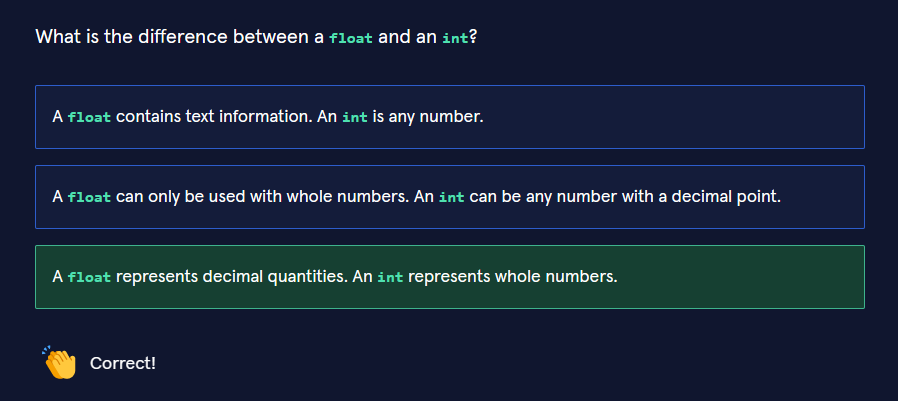 What is the difference between a float and an int?
A float contains text information. An int is any number.
A float can only be used with whole numbers. An int can be any number with a decimal point.
A float represents decimal quantities. An int represents whole numbers.
Correct!